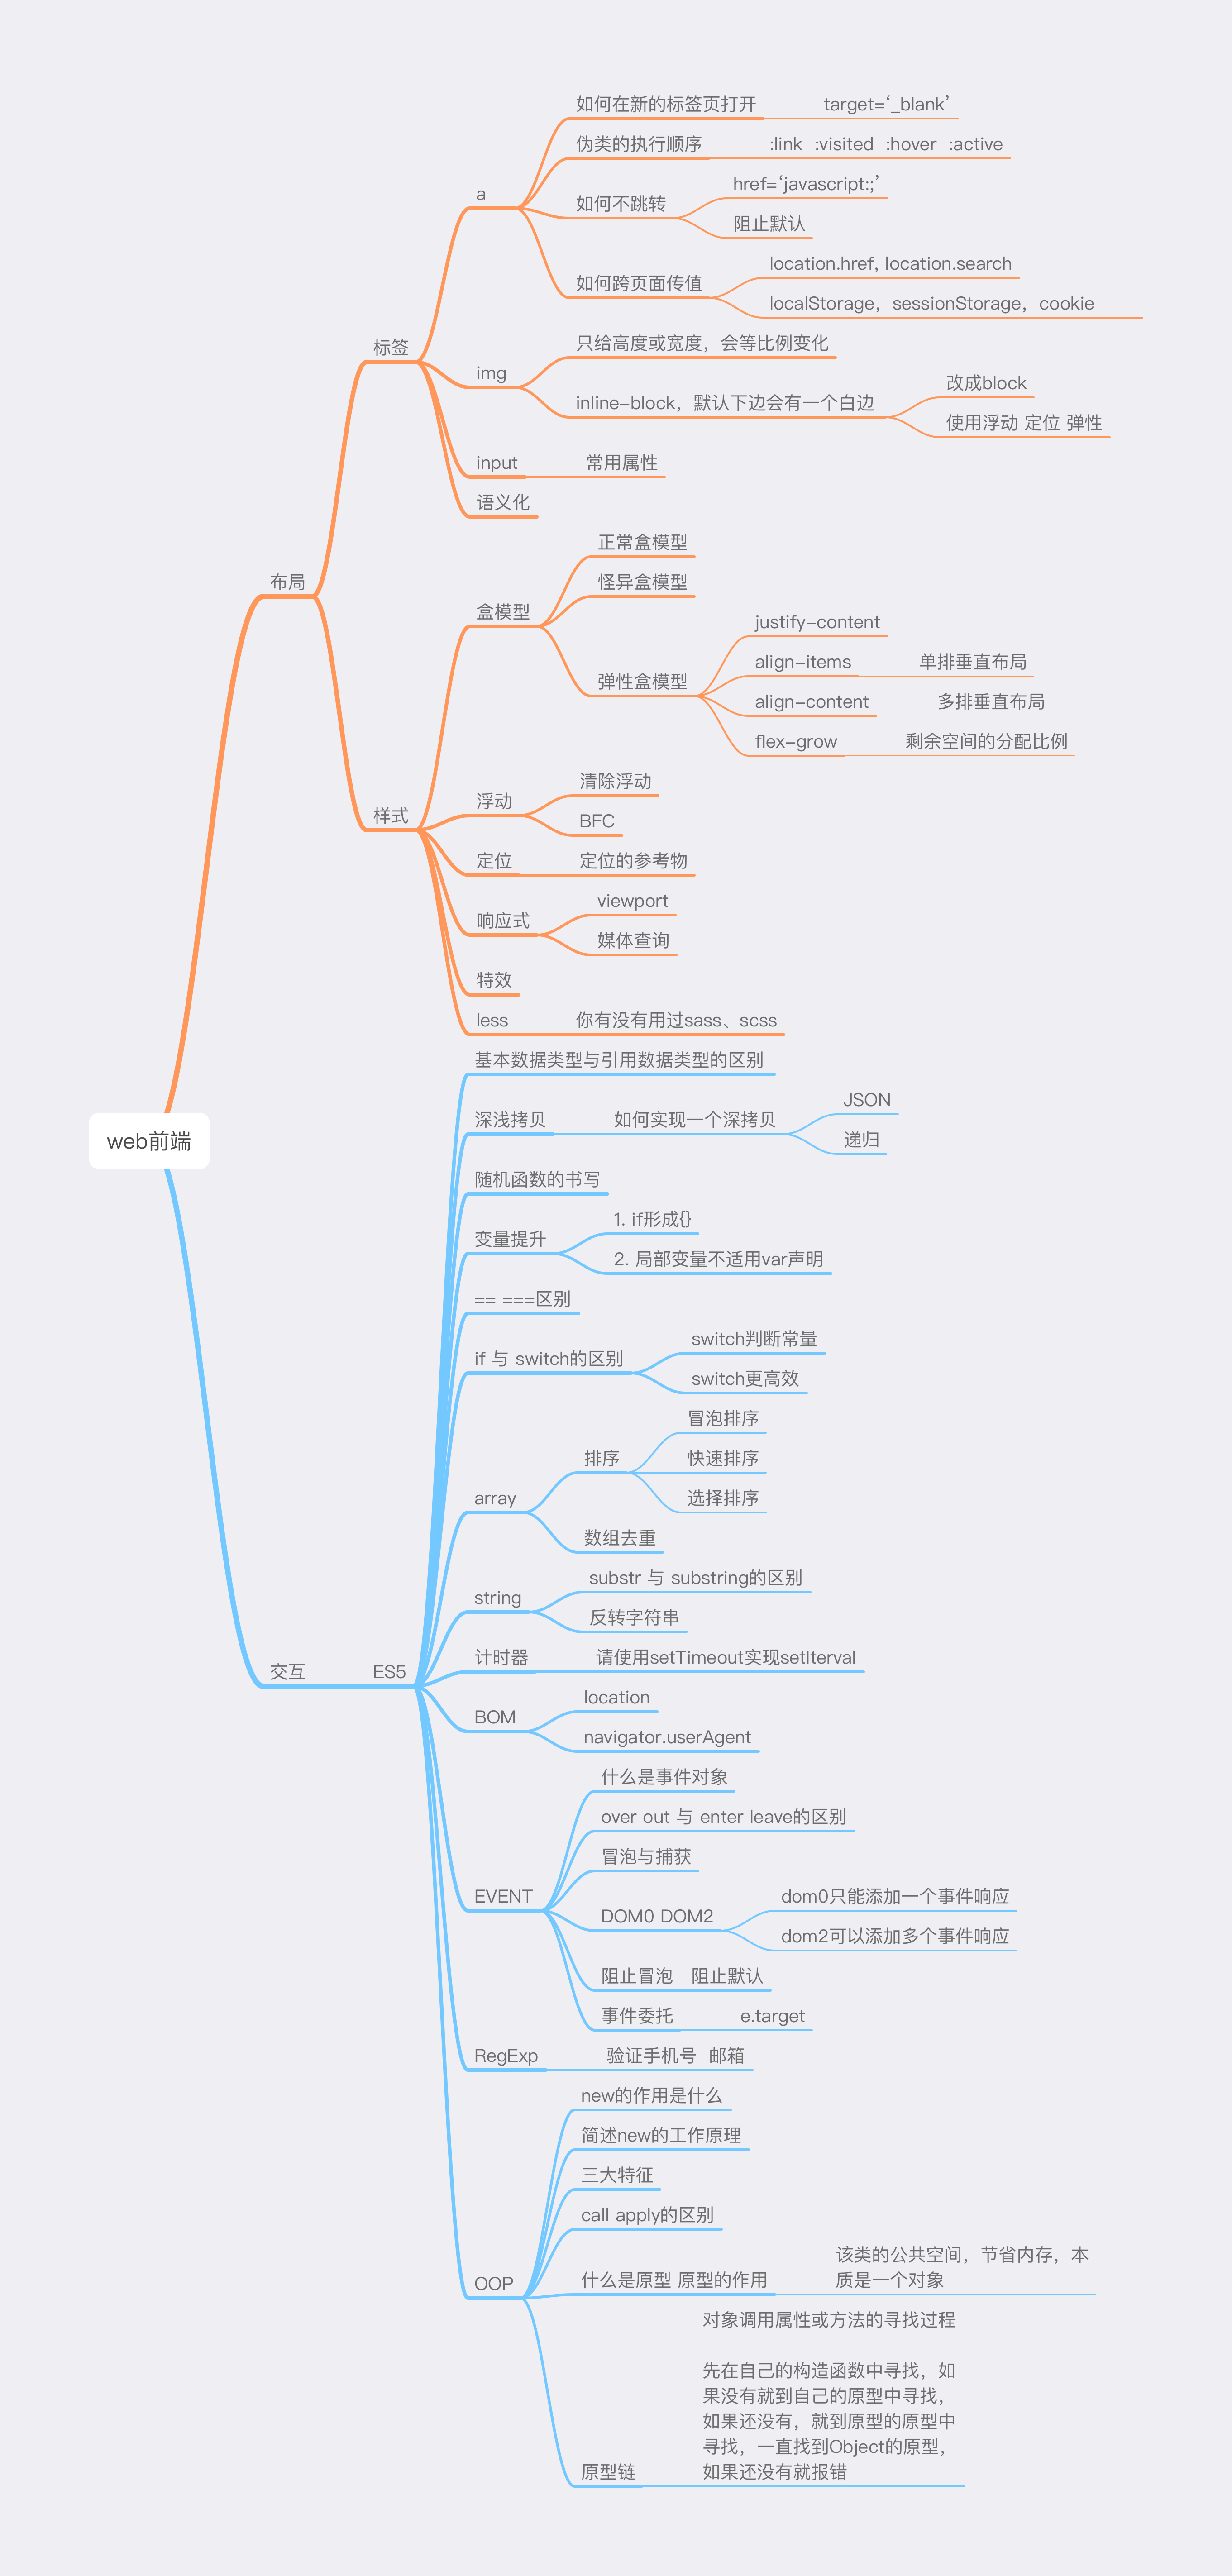 如何在新的标签页打开 target=‘_blank’
伪类的执行顺序 :link :visited :hover :active
href=‘javascript:;’
a
如何不跳转
阻止默认
location.href, location.search
如何跨页面传值
localStorage，sessionStorage，cookie
只给高度或宽度，会等比例变化
标签
img
改成block
inline-block，默认下边会有一个白边
使用浮动 定位 弹性
input 常用属性
语义化
正常盒模型
布局
怪异盒模型
盒模型
justify-content
align-items 单排垂直布局
弹性盒模型
align-content 多排垂直布局
flex-grow 剩余空间的分配比例
清除浮动
浮动
样式
BFC
定位 定位的参考物
viewport
响应式
媒体查询
特效
less 你有没有用过sass、scss
基本数据类型与引用数据类型的区别
JSON
深浅拷贝 如何实现一个深拷贝
web前端
递归
随机函数的书写
1. if形成{}
变量提升
2. 局部变量不适用var声明
== ===区别
switch判断常量
if 与 switch的区别
switch更高效
冒泡排序
排序
快速排序
array
选择排序
数组去重
substr 与 substring的区别
string
反转字符串
计时器 请使用setTimeout实现setIterval
交互 ES5
location
BOM
navigator.userAgent
什么是事件对象
over out 与 enter leave的区别
冒泡与捕获
EVENT
dom0只能添加一个事件响应
DOM0 DOM2
dom2可以添加多个事件响应
阻止冒泡 阻止默认
事件委托 e.target
RegExp 验证手机号 邮箱
new的作用是什么
简述new的工作原理
三大特征
call apply的区别
该类的公共空间，节省内存，本
质是一个对象
什么是原型 原型的作用
OOP
对象调用属性或方法的寻找过程
先在自己的构造函数中寻找，如
果没有就到自己的原型中寻找，
如果还没有，就到原型的原型中
寻找，一直找到Object的原型，
如果还没有就报错
原型链